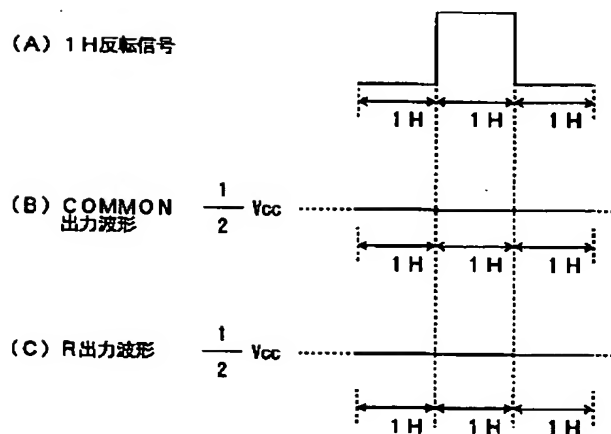 (A) 1H反転信号
1H 1H 1H
(B) COMMON 1/2 Vcc
出力波形
1H 1H 1H
(C) R出力波形 1/2 Vcc
1H 1H 1H